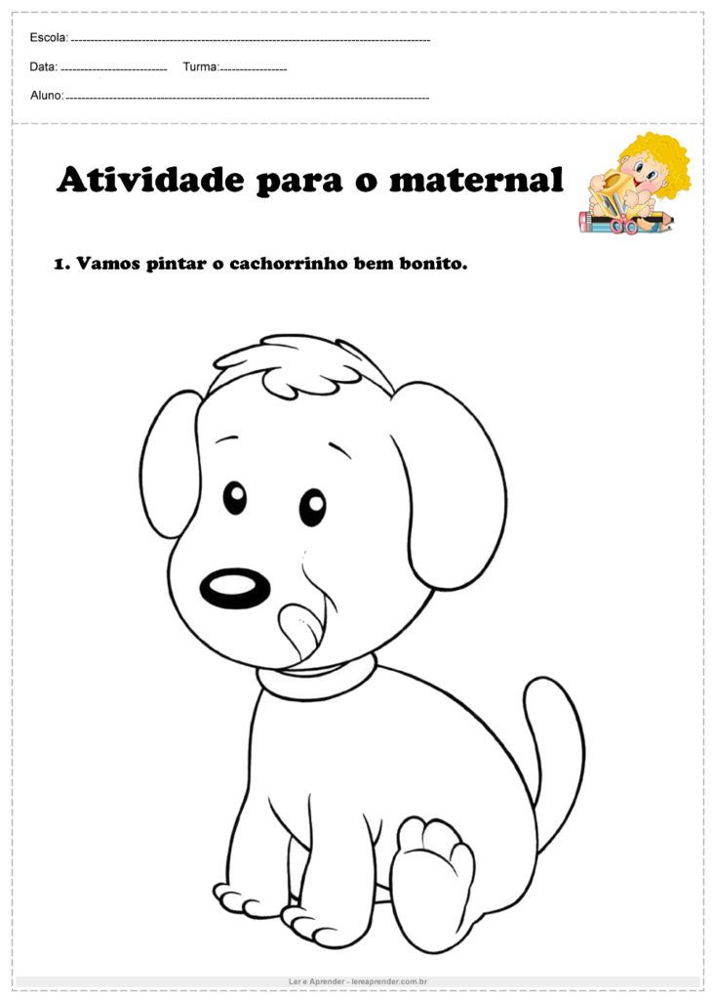 Escola:
Data: Turma:
Aluno:
Atividade para o maternal
1. Vamos pintar o cachorrinho bem bonito.
Ler e Aprender - lereaprender.com.br